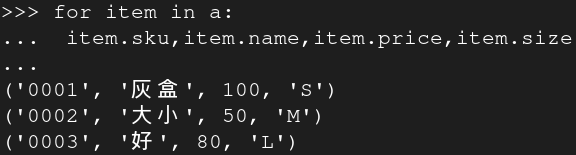 >>> for item in a:
...  item.sku,item.name,item.price,item.size
...
('0001', '灰盒', 100, 'S')
('0002', '大小', 50, 'M')
('0003', '好', 80, 'L')